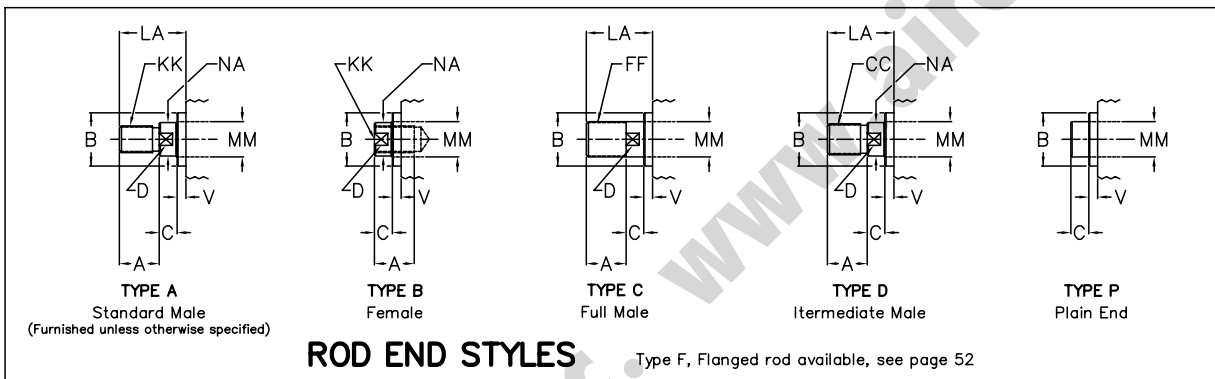 LA LA LA
KK NA KK NA FF CC NA
B MM B MM B MM B MM B MM
D D D D
V V V V
C C C C C
A A A A
TYPE A TYPE B TYPE C TYPE D TYPE P
Standard Male Female Full Male Itermediate Male Plain End
(Furnished unless otherwise specified)
ROD END STYLES Type F, Flanged rod available, see page 52
www.airc
r.